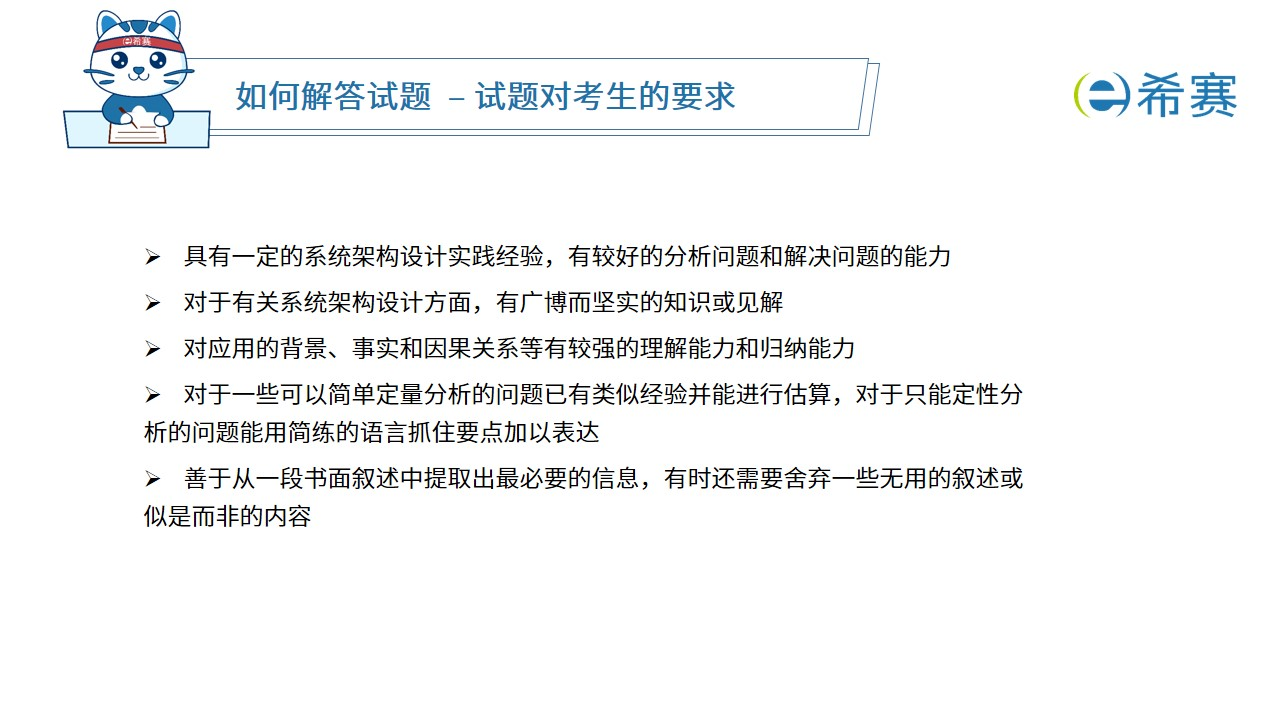 希赛
如何解答试题 – 试题对考生的要求
希赛
➢ 具有一定的系统架构设计实践经验，有较好的分析问题和解决问题的能力
➢ 对于有关系统架构设计方面，有广博而坚实的知识或见解
➢ 对应用的背景、事实和因果关系等有较强的理解能力和归纳能力
➢ 对于一些可以简单定量分析的问题已有类似经验并能进行估算，对于只能定性分
析的问题能用简练的语言抓住要点加以表达
➢ 善于从一段书面叙述中提取出最必要的信息，有时还需要舍弃一些无用的叙述或
似是而非的内容